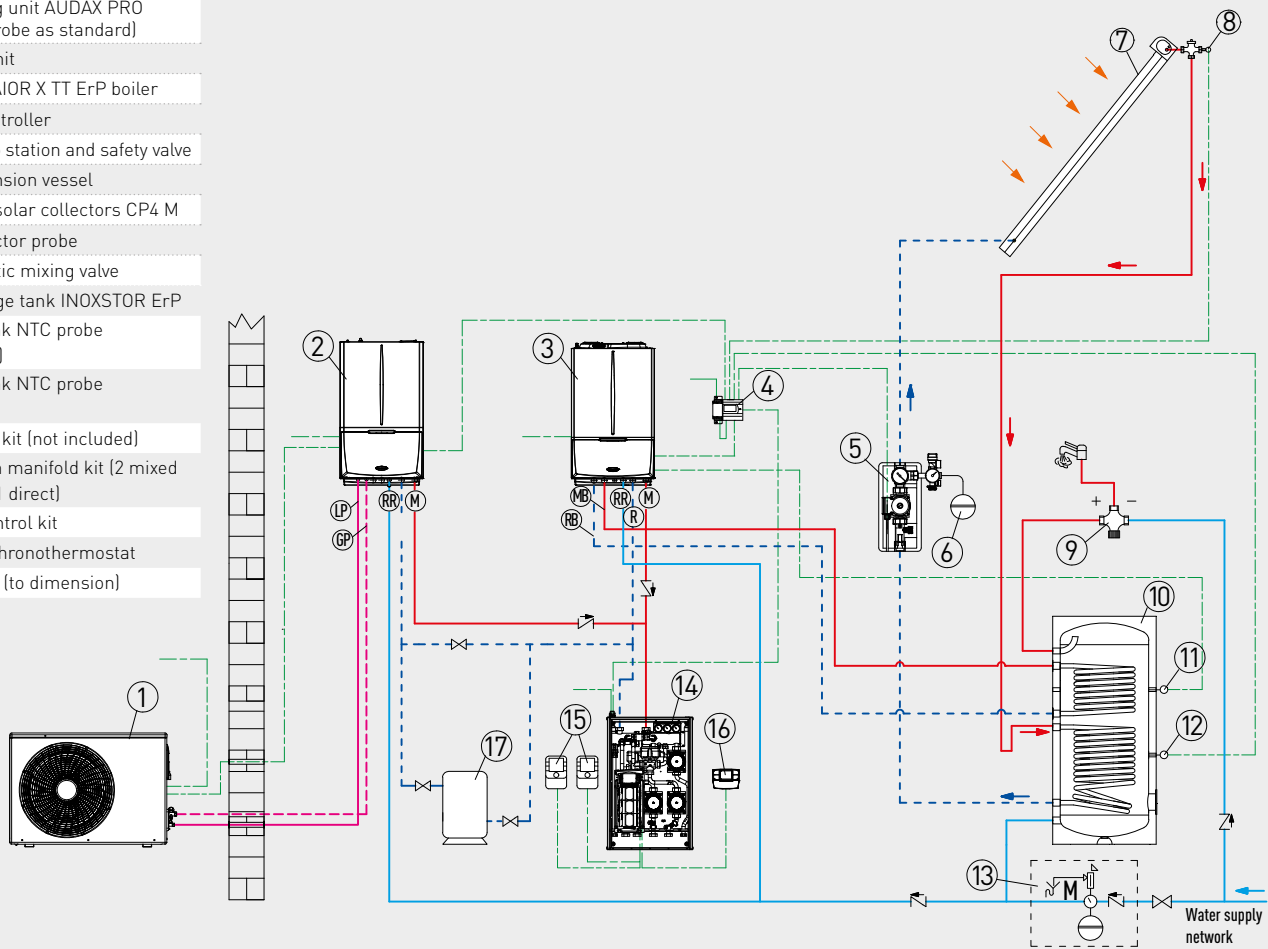 g unit AUDAX PRO
robe as standard)
nit
AIOR X TT ErP boiler
troller
station and safety valve
nsion vessel
solar collectors CP4 M
ctor probe
tic mixing valve
ge tank INOXSTOR ErP
k NTC probe
)
k NTC probe
kit (not included)
n manifold kit (2 mixed
direct)
ntrol kit
hronothermostat
(to dimension)
7
8
2
3
4
5
6
+ −
9
LP
GP
RR
M
MB
RB
RR
R
M
10
11
12
1
17
15
14
16
13
M
Water supply
network